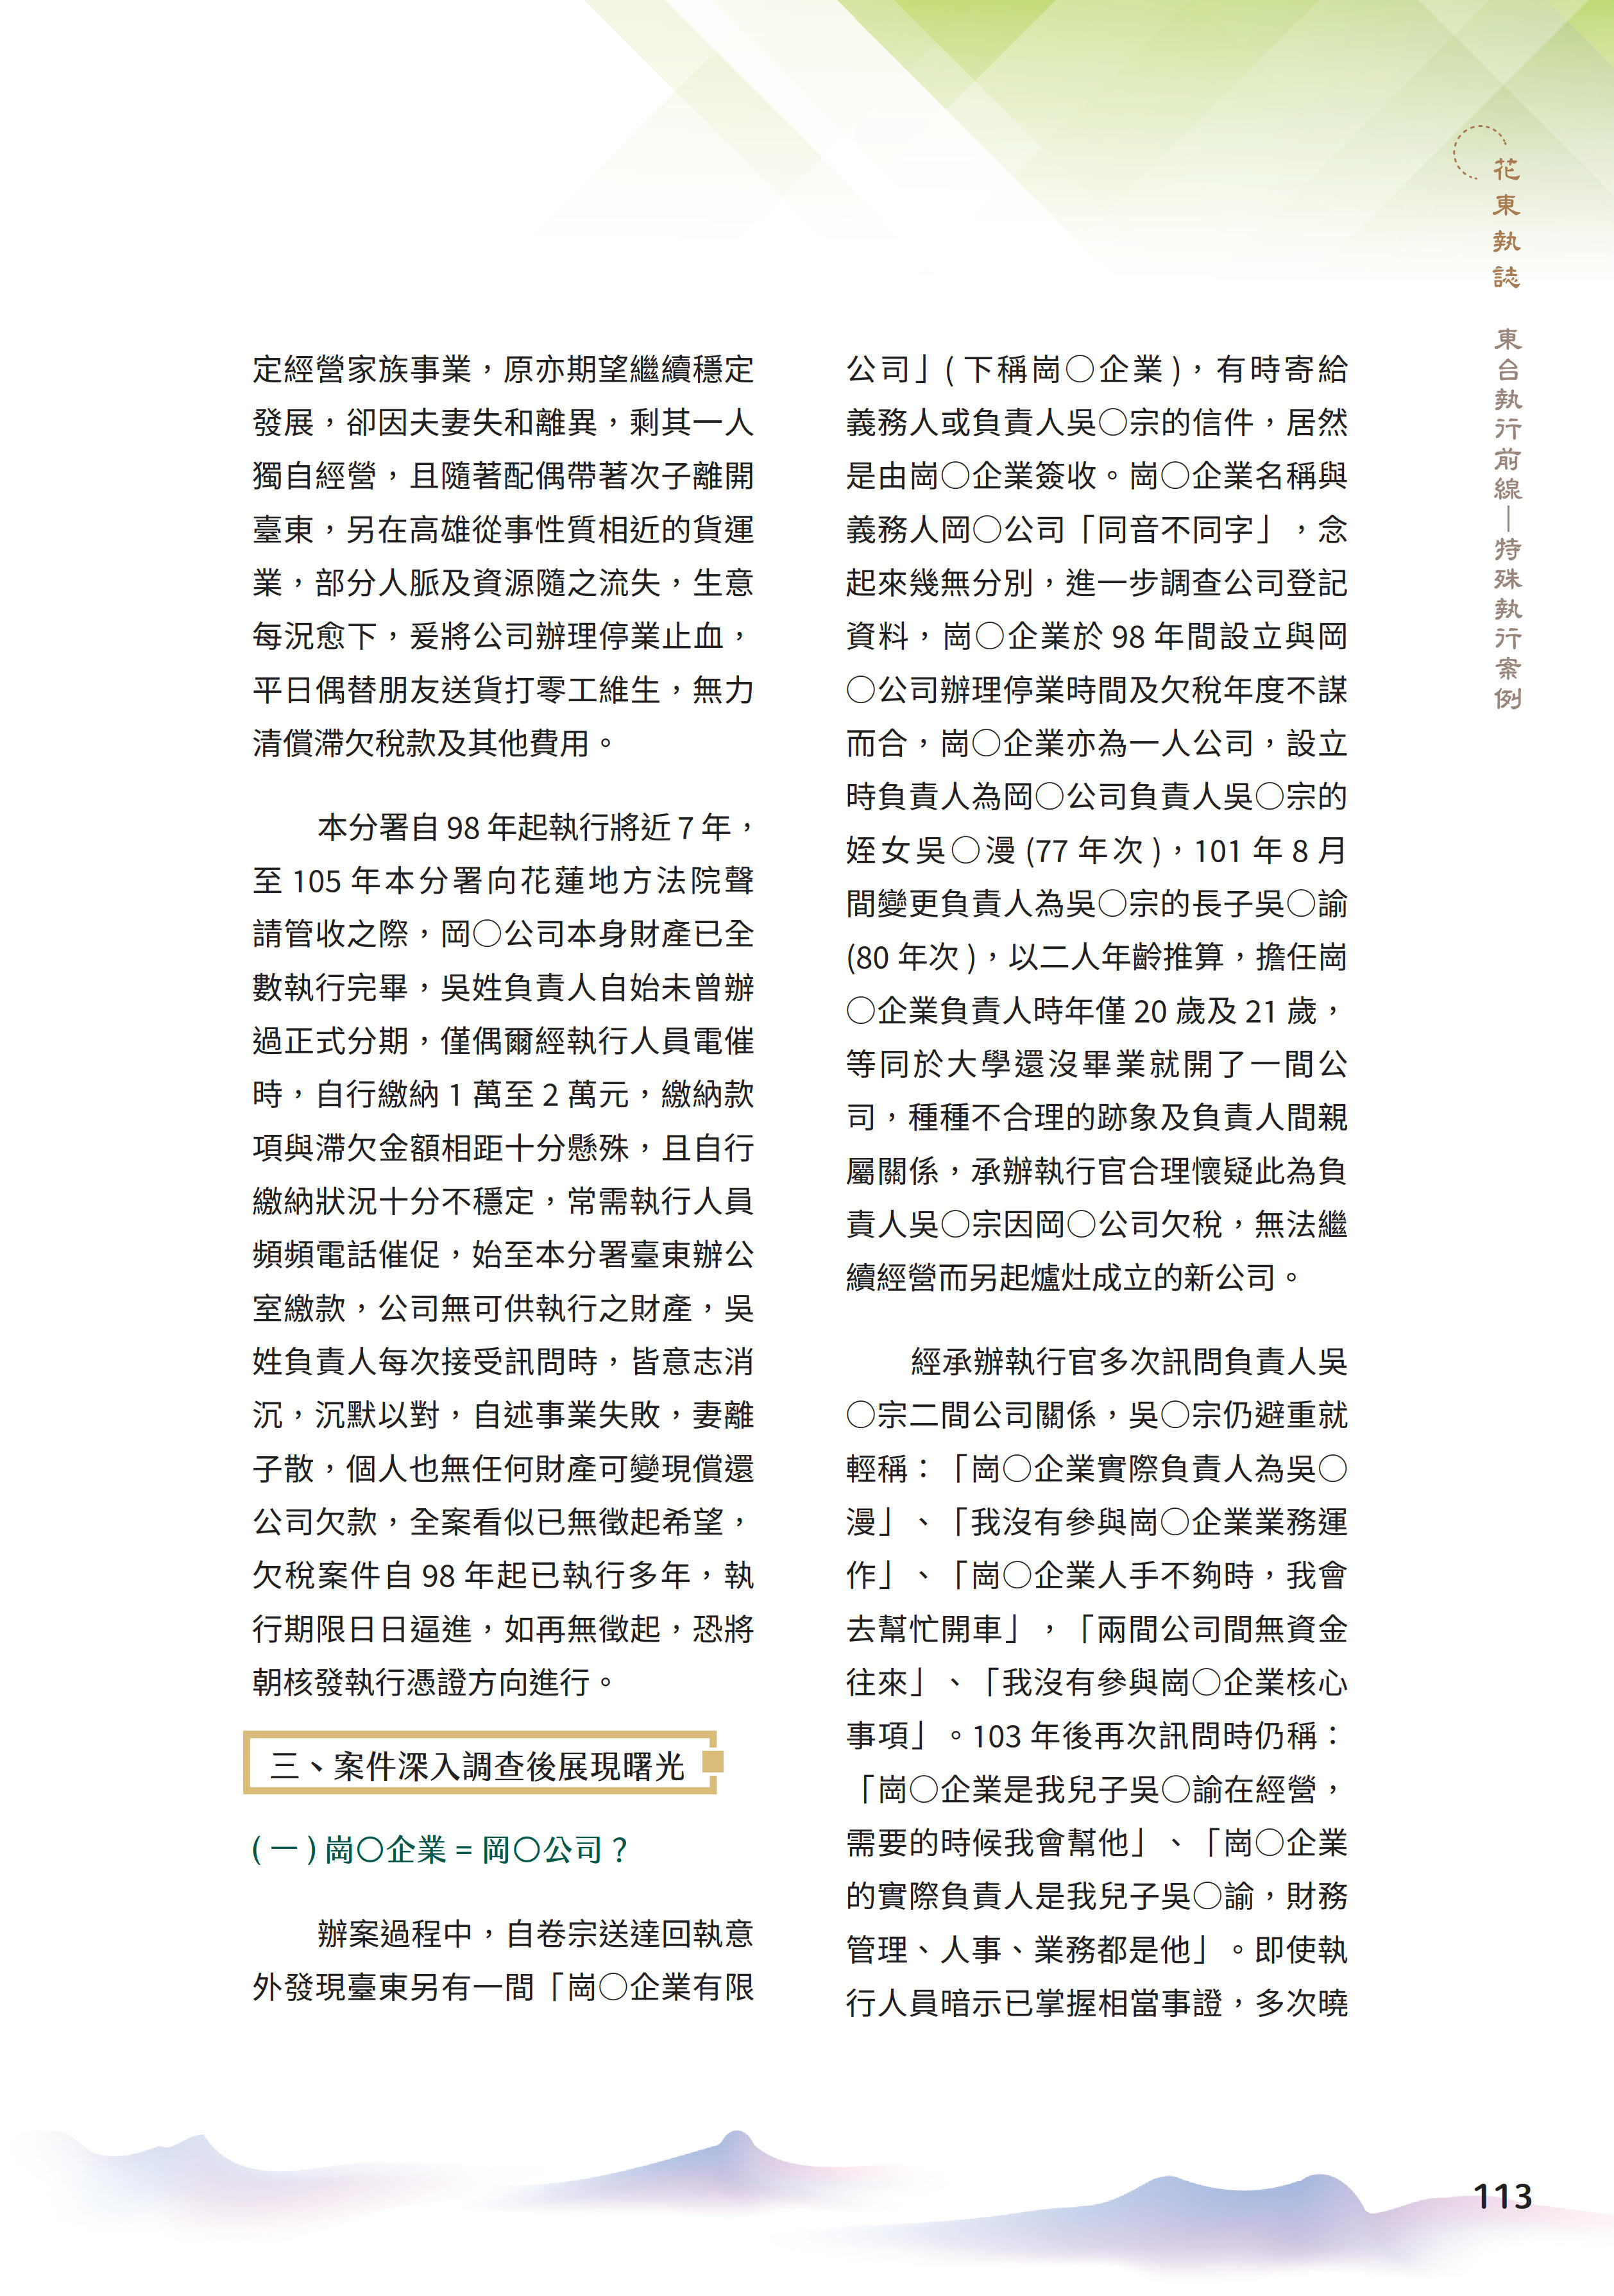 定經營家族事業，原亦期望繼續穩定
發展，卻因夫妻失和離異，剩其一人
獨自經營，且隨著配偶帶著次子離開
臺東，另在高雄從事性質相近的貨運
業，部分人脈及資源隨之流失，生意
每況愈下，爰將公司辦理停業止血，
平日偶替朋友送貨打零工維生，無力
清償滯欠稅款及其他費用。
本分署自 98 年起執行將近 7 年，
至 105 年本分署向花蓮地方法院聲
請管收之際，岡○公司本身財產已全
數執行完畢，吳姓負責人自始未曾辦
過正式分期，僅偶爾經執行人員電催
時，自行繳納 1 萬至 2 萬元，繳納款
項與滯欠金額相距十分懸殊，且自行
繳納狀況十分不穩定，常需執行人員
頻頻電話催促，始至本分署臺東辦公
室繳款，公司無可供執行之財產，吳
姓負責人每次接受訊問時，皆意志消
沉，沉默以對，自述事業失敗，妻離
子散，個人也無任何財產可變現償還
公司欠款，全案看似已無徵起希望，
欠稅案件自 98 年起已執行多年，執
行期限日日逼進，如再無徵起，恐將
朝核發執行憑證方向進行。
三、案件深入調查後展現曙光
( 一 ) 崗○企業 = 岡○公司？
辦案過程中，自卷宗送達回執意
外發現臺東另有一間「崗○企業有限
公司」( 下稱崗○企業 )，有時寄給
義務人或負責人吳○宗的信件，居然
是由崗○企業簽收。崗○企業名稱與
義務人岡○公司「同音不同字」，念
起來幾無分別，進一步調查公司登記
資料，崗○企業於 98 年間設立與岡
○公司辦理停業時間及欠稅年度不謀
而合，崗○企業亦為一人公司，設立
時負責人為岡○公司負責人吳○宗的
姪女吳○漫 (77 年次 )，101 年 8 月
間變更負責人為吳○宗的長子吳○諭
(80 年次 )，以二人年齡推算，擔任崗
○企業負責人時年僅 20 歲及 21 歲，
等同於大學還沒畢業就開了一間公
司，種種不合理的跡象及負責人間親
屬關係，承辦執行官合理懷疑此為負
責人吳○宗因岡○公司欠稅，無法繼
續經營而另起爐灶成立的新公司。
經承辦執行官多次訊問負責人吳
○宗二間公司關係，吳○宗仍避重就
輕稱：「崗○企業實際負責人為吳○
漫」、「我沒有參與崗○企業業務運
作」、「崗○企業人手不夠時，我會
去幫忙開車」，「兩間公司間無資金
往來」、「我沒有參與崗○企業核心
事項」。103 年後再次訊問時仍稱：
「崗○企業是我兒子吳○諭在經營，
需要的時候我會幫他」、「崗○企業
的實際負責人是我兒子吳○諭，財務
管理、人事、業務都是他」。即使執
行人員暗示已掌握相當事證，多次曉
花東執誌
東台執行前線—特殊執行案例
113